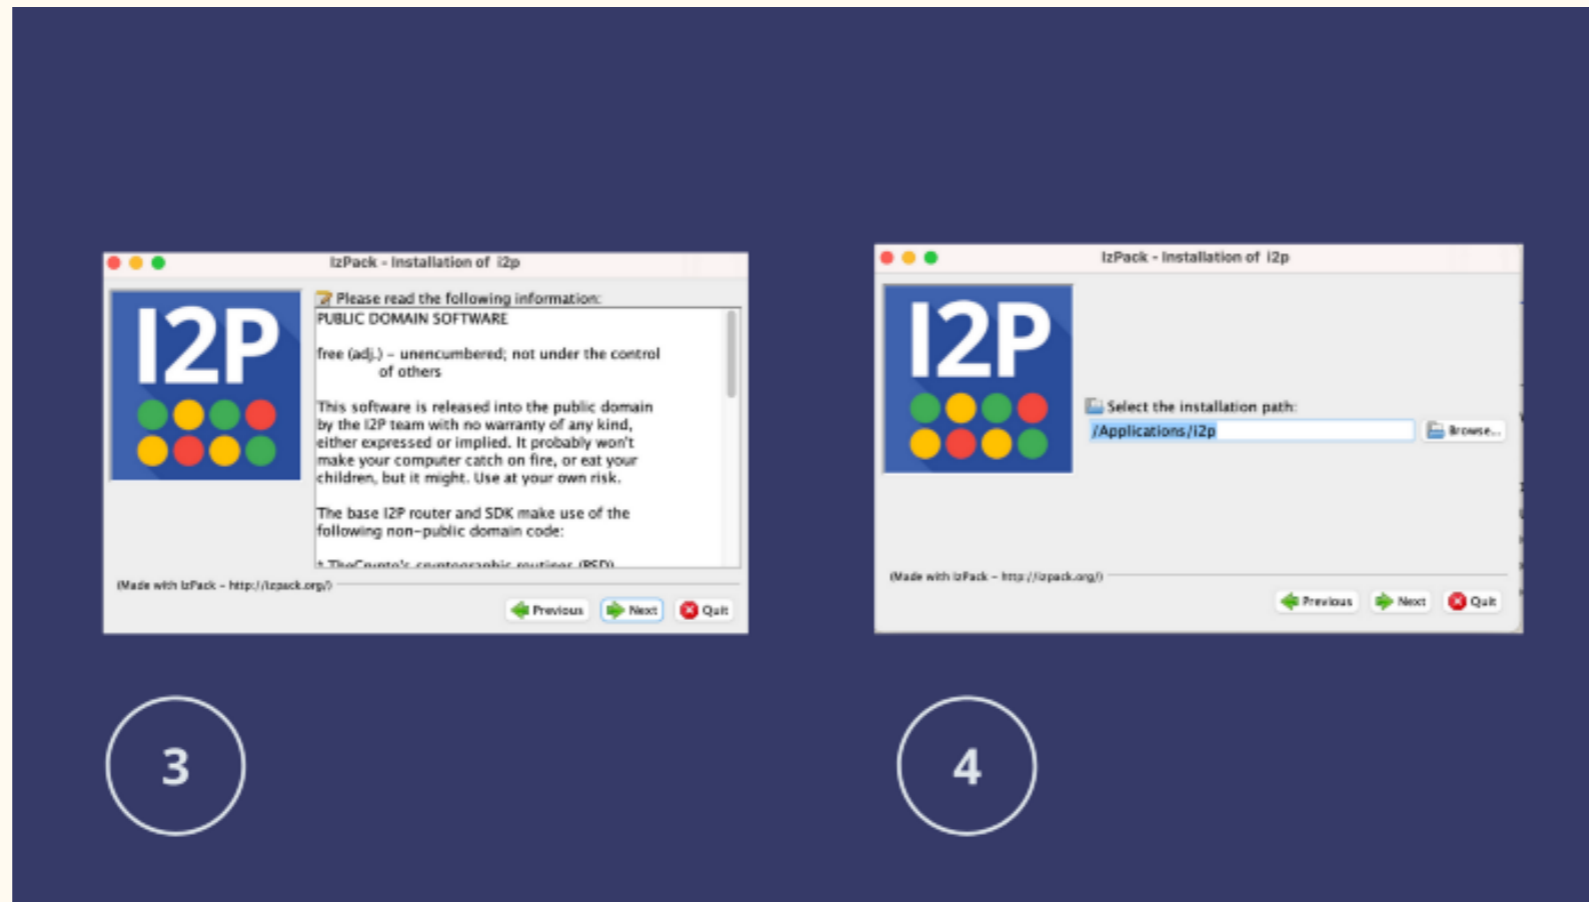 IzPack - Installation of i2p
I2P
Please read the following information:
PUBLIC DOMAIN SOFTWARE
free (adj.) – unencumbered; not under the control
of others
This software is released into the public domain
by the I2P team with no warranty of any kind,
either expressed or implied. It probably won't
make your computer catch on fire, or eat your
children, but it might. Use at your own risk.
The base I2P router and SDK make use of the
following non-public domain code:
* TheCrypto's cryptographic routines (BSD)
(Made with IzPack – http://izpack.org/)
Previous
Next
Quit
3
IzPack - Installation of i2p
I2P
Select the installation path:
/Applications/i2p
Browse...
(Made with IzPack – http://izpack.org/)
Previous
Next
Quit
4